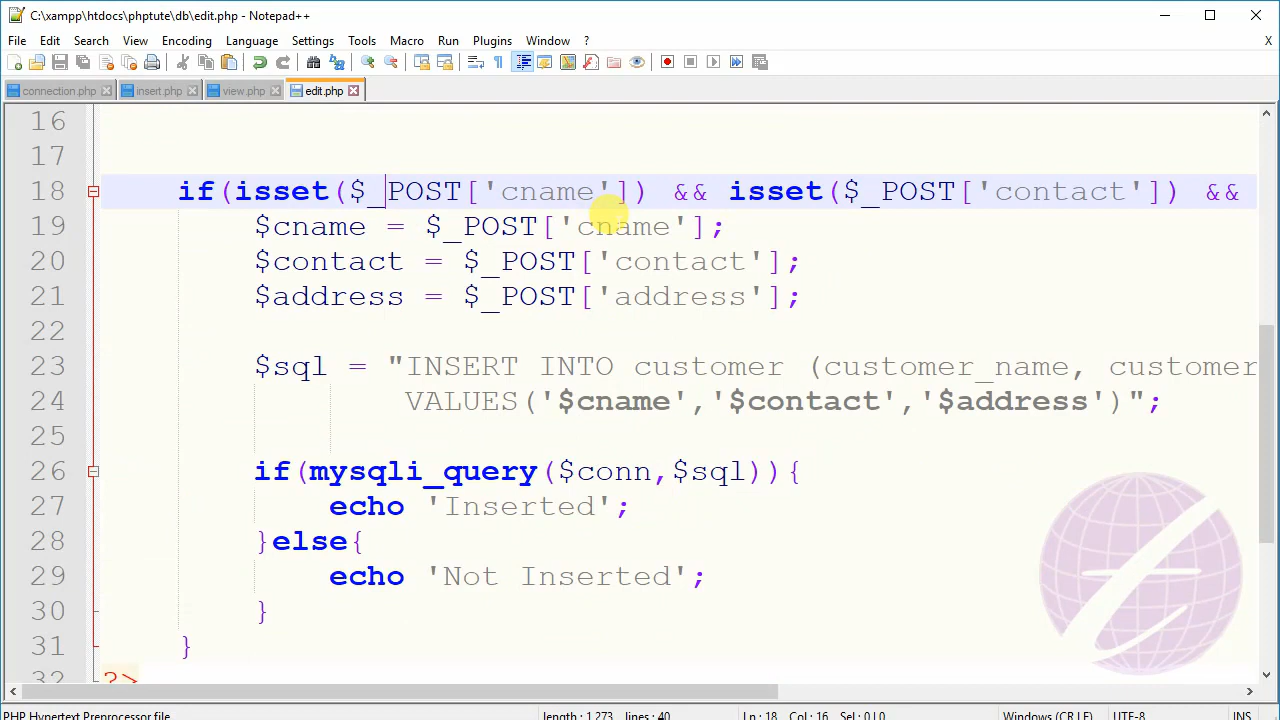 C:\xampp\htdocs\phptute\db\edit.php - Notepad++
File Edit Search View Encoding Language Settings Tools Macro Run Plugins Window ? X
connection.php insert.php view.php edit.php
16
17
18 if(isset($_POST['cname']) && isset($_POST['contact']) &&
19 $cname = $_POST['cname'];
20 $contact = $_POST['contact'];
21 $address = $_POST['address'];
22
23 $sql = "INSERT INTO customer (customer_name, customer
24 VALUES('$cname','$contact','$address')";
25
26 if(mysqli_query($conn,$sql)){
27 echo 'Inserted';
28 }else{
29 echo 'Not Inserted';
30 }
31 }
32 ?>
PHP Hypertext Preprocessor file length : 1,273 lines : 40 Ln : 18 Col : 16 Sel : 0 | 0 Windows (CR LF) UTF-8 INS